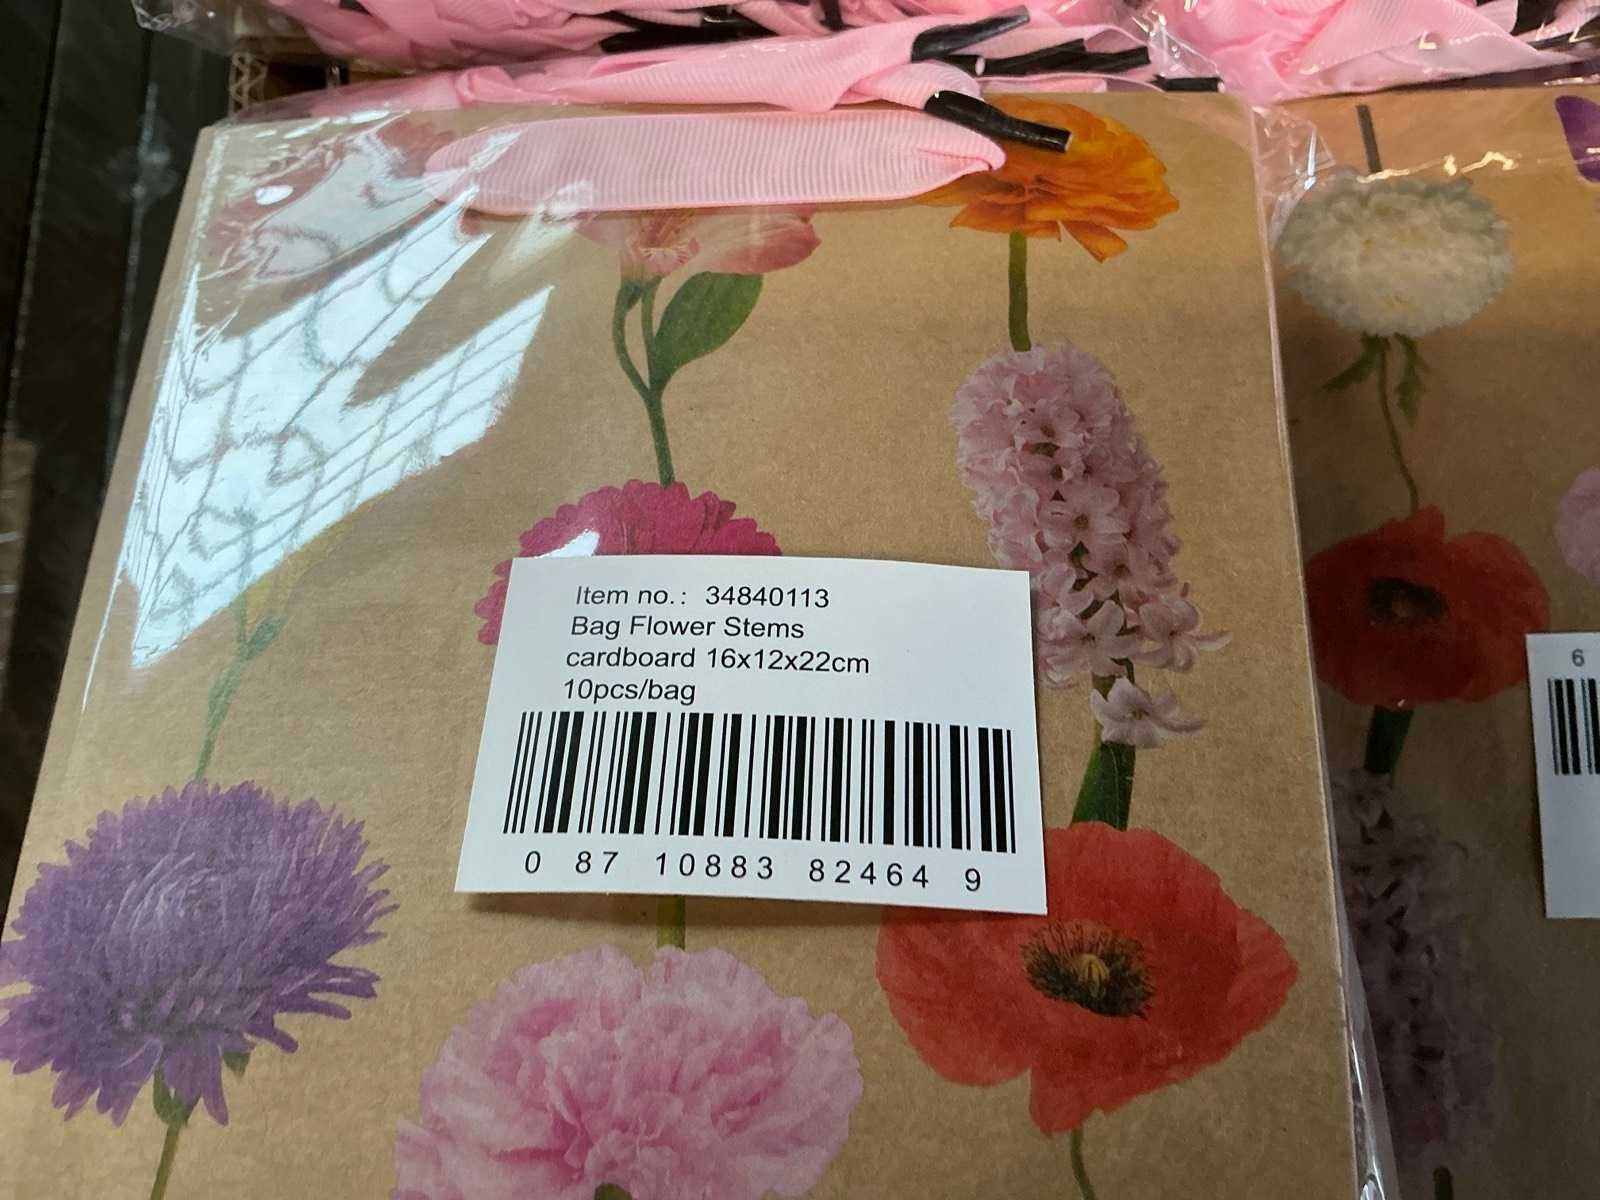 Item no.: 34840113
Bag Flower Stems
cardboard 16x12x22cm
10pcs/bag
0 87 10883 82464 9
6